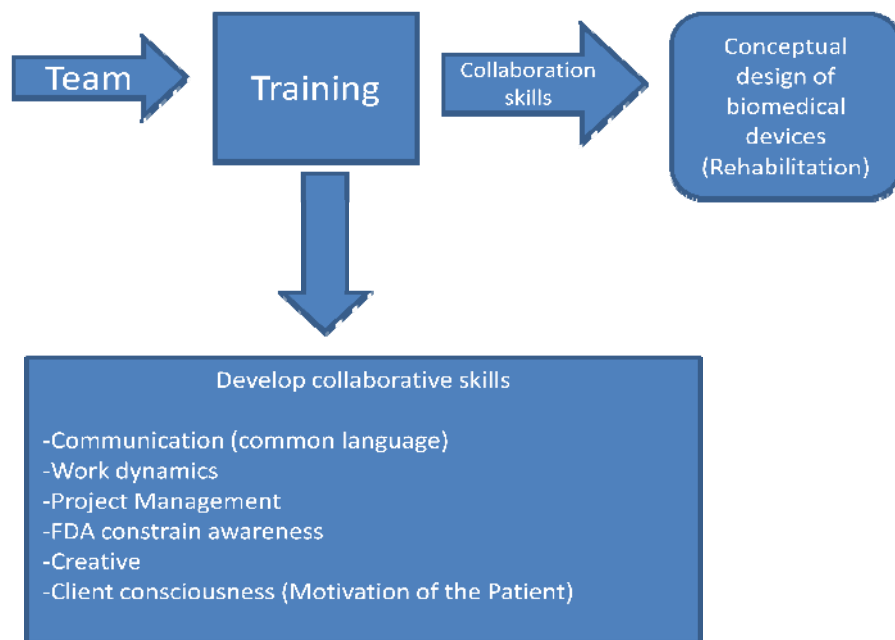 Team
Training
Collaboration
skills
Conceptual
design of
biomedical
devices
(Rehabilitation)
Develop collaborative skills
-Communication (common language)
-Work dynamics
-Project Management
-FDA constrain awareness
-Creative
-Client consciousness (Motivation of the Patient)